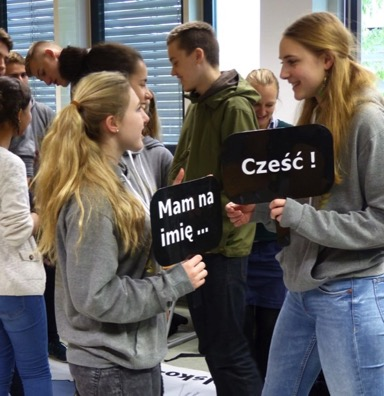 Cześć !
Mam na
imię ...